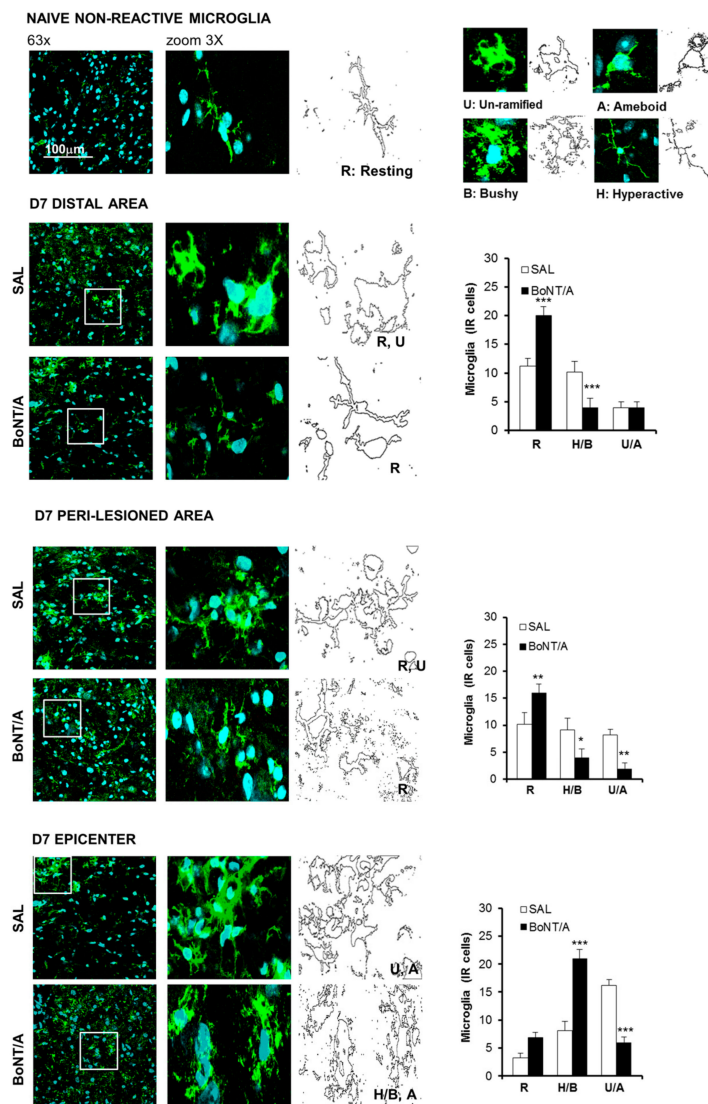 NAIVE NON-REACTIVE MICROGLIA
63x
zoom 3X
100µm
R: Resting
U: Un-ramified
A: Ameboid
B: Bushy
H: Hyperactive
D7 DISTAL AREA
SAL
R, U
BoNT/A
R
Microglia (IR cells)
30
25
20
15
10
5
0
SAL
BoNT/A
***
***
R
H/B
U/A
D7 PERI-LESIONED AREA
SAL
R, U
BoNT/A
R
Microglia (IR cells)
30
25
20
15
10
5
0
SAL
BoNT/A
**
*
**
R
H/B
U/A
D7 EPICENTER
SAL
U, A
BoNT/A
H/B, A
Microglia (IR cells)
30
25
20
15
10
5
0
SAL
BoNT/A
***
***
R
H/B
U/A